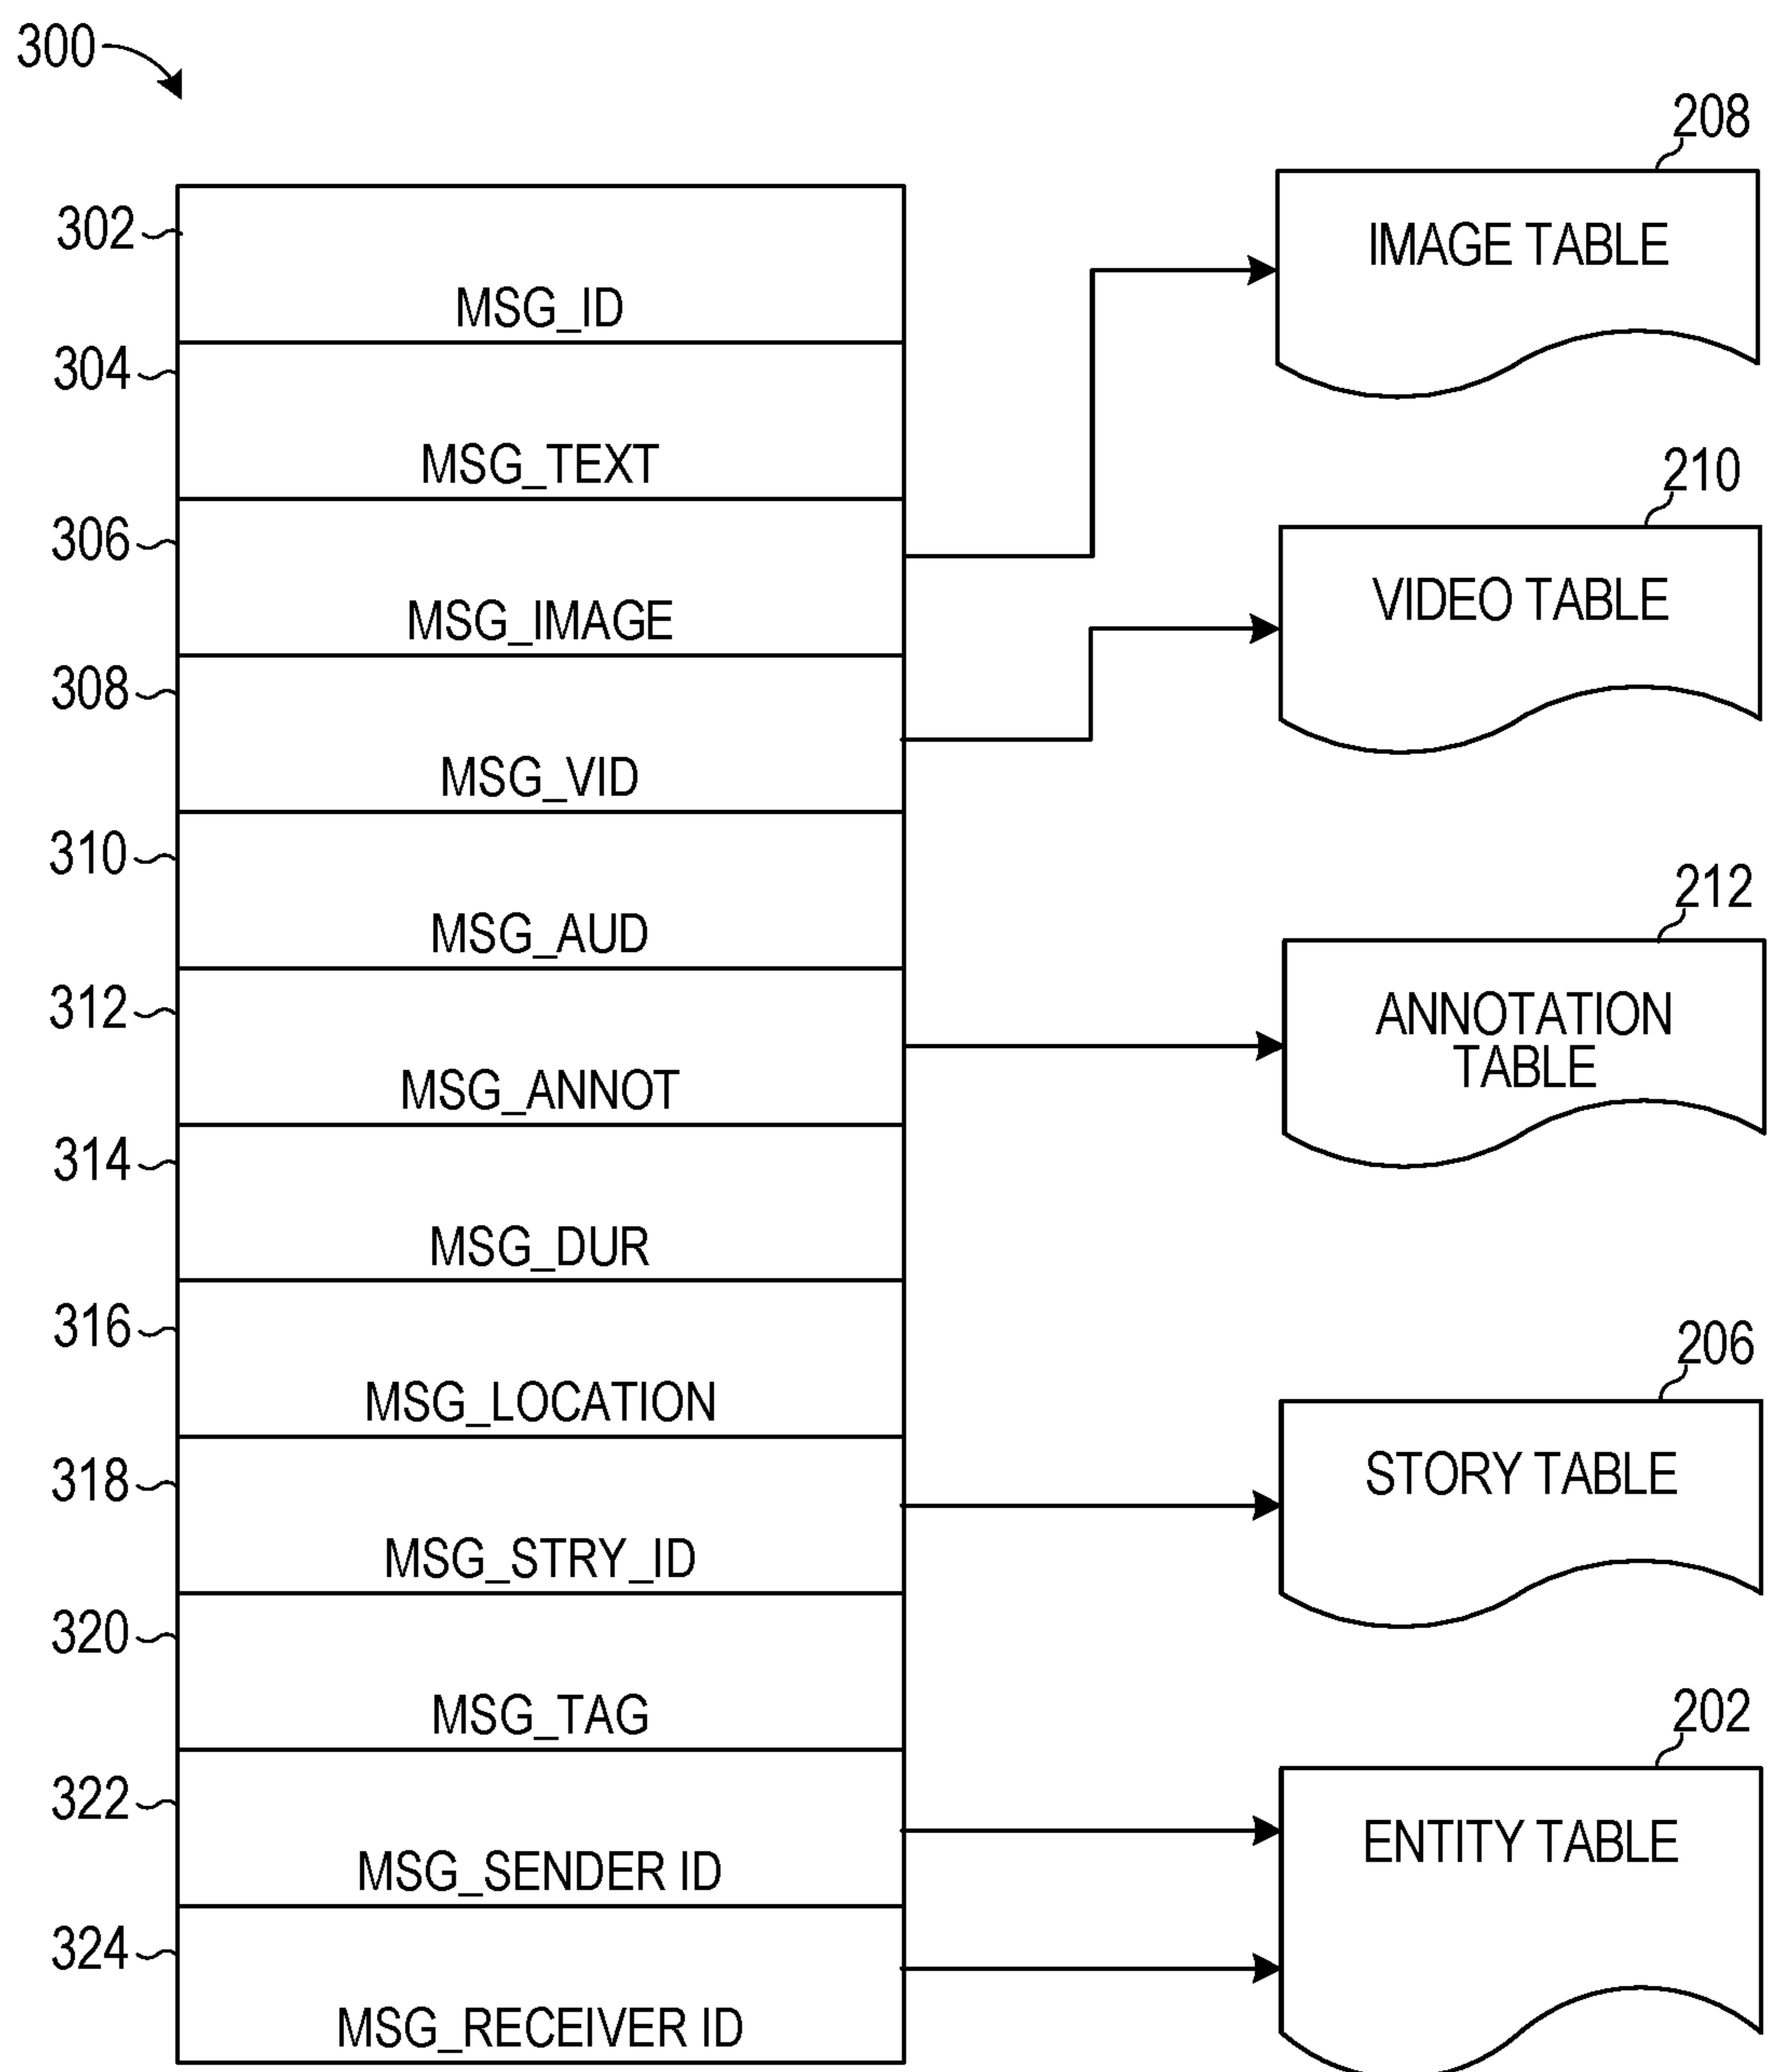 300
302
MSG_ID
304
MSG_TEXT
306
MSG_IMAGE
308
MSG_VID
310
MSG_AUD
312
MSG_ANNOT
314
MSG_DUR
316
MSG_LOCATION
318
MSG_STRY_ID
320
MSG_TAG
322
MSG_SENDER ID
324
MSG_RECEIVER ID
208
IMAGE TABLE
210
VIDEO TABLE
212
ANNOTATION
TABLE
206
STORY TABLE
202
ENTITY TABLE